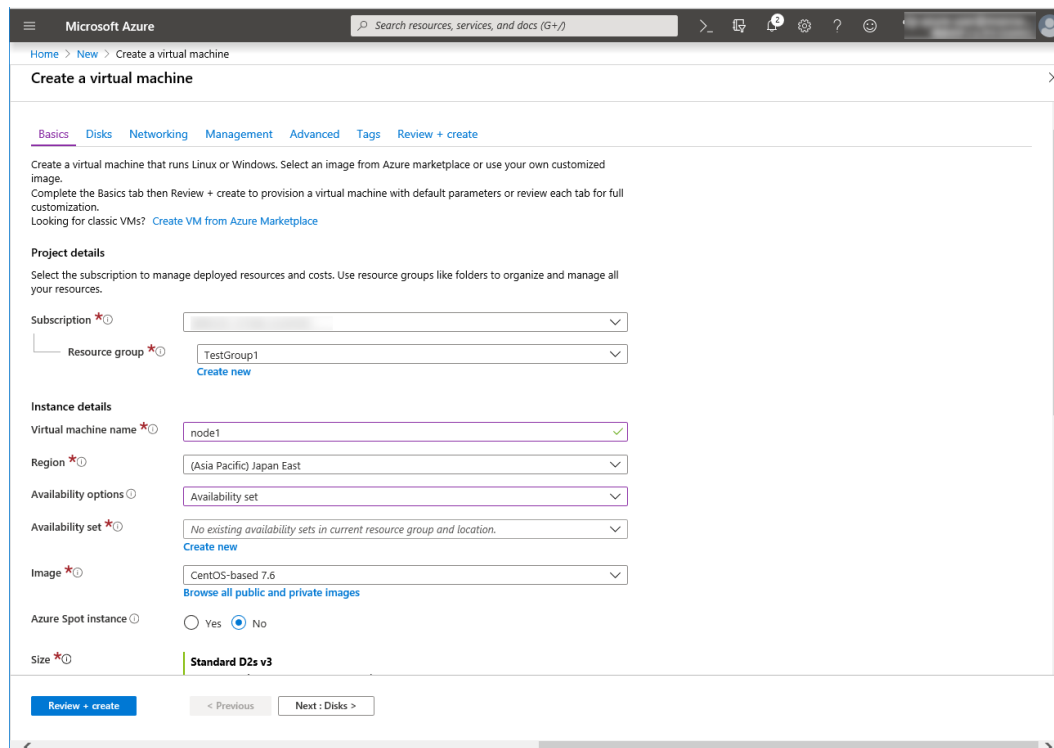 Microsoft Azure
Search resources, services, and docs (G+/)
2
Home > New > Create a virtual machine
Create a virtual machine
Basics Disks Networking Management Advanced Tags Review + create
Create a virtual machine that runs Linux or Windows. Select an image from Azure marketplace or use your own customized
image.
Complete the Basics tab then Review + create to provision a virtual machine with default parameters or review each tab for full
customization.
Looking for classic VMs? Create VM from Azure Marketplace
Project details
Select the subscription to manage deployed resources and costs. Use resource groups like folders to organize and manage all
your resources.
Subscription *
Resource group * TestGroup1
Create new
Instance details
Virtual machine name * node1
Region * (Asia Pacific) Japan East
Availability options Availability set
Availability set * No existing availability sets in current resource group and location.
Create new
Image * CentOS-based 7.6
Browse all public and private images
Azure Spot instance Yes No
Size * Standard D2s v3
Review + create < Previous Next : Disks >